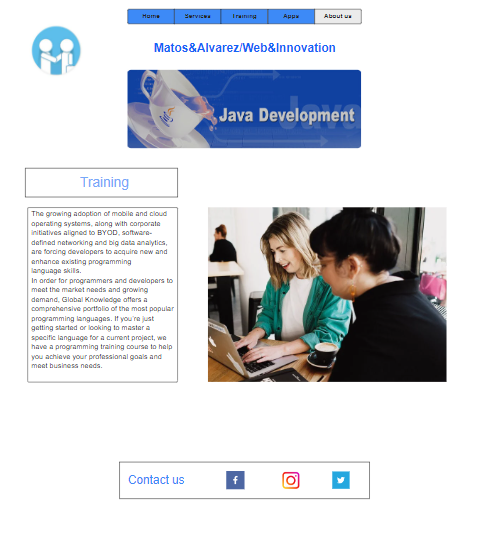 Home Services Training Apps About us
Matos&Alvarez/Web&Innovation
Java
Java Development
Training
The growing adoption of mobile and cloud
operating systems, along with corporate
initiatives aligned to BYOD, software-
defined networking and big data analytics,
are forcing developers to acquire new and
enhance existing programming
language skills.
In order for programmers and developers to
meet the market needs and growing
demand, Global Knowledge offers a
comprehensive portfolio of the most popular
programming languages. If you're just
getting started or looking to master a
specific language for a current project, we
have a programming training course to help
you achieve your professional goals and
meet business needs.
Contact us